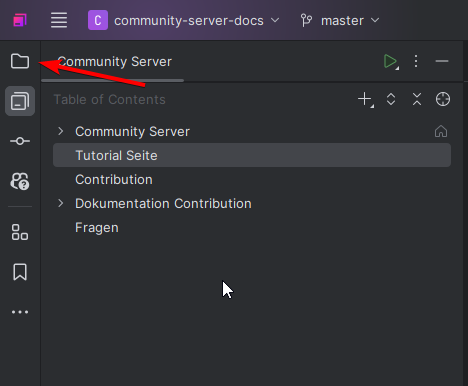 C community-server-docs master
Community Server
Table of Contents
Community Server
Tutorial Seite
Contribution
Dokumentation Contribution
Fragen